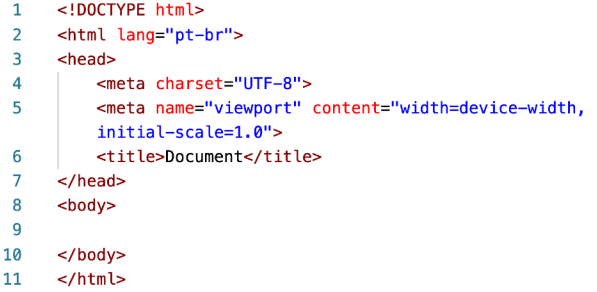 1 <!DOCTYPE html>
2 <html lang="pt-br">
3 <head>
4 <meta charset="UTF-8">
5 <meta name="viewport" content="width=device-width,
initial-scale=1.0">
6 <title>Document</title>
7 </head>
8 <body>
9
10 </body>
11 </html>